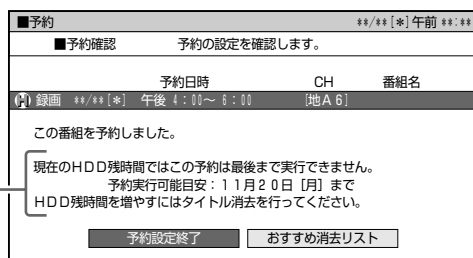 ■予約 **/**[*]午前 **:**
■予約確認 予約の設定を確認します。
予約日時 CH 番組名
(H) 録画 **/**[*] 午後 4:00～ 6:00 [地A 6]
この番組を予約しました。
現在のHDD残時間ではこの予約は最後まで実行できません。
予約実行可能目安:11月20日[月]まで
HDD残時間を増やすにはタイトル消去を行ってください。
予約設定終了 おすすめ消去リスト